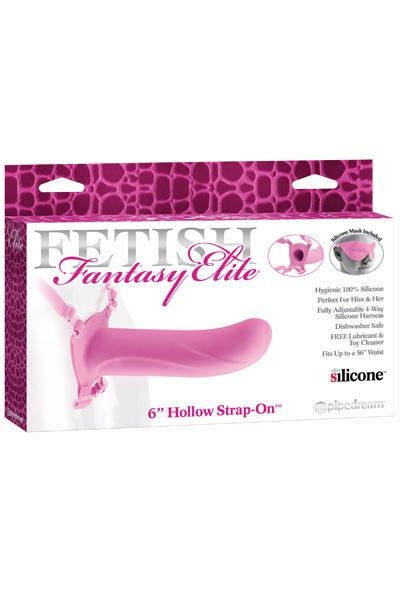 FETISH
Fantasy Elite
Silicone Mask Included
Hygienic 100% Silicone
Perfect For Him & Her
Fully Adjustable 4-Way
Silicone Harness
Dishwasher Safe
FREE Lubricant &
Toy Cleaner
Fits Up to a 56" Waist
silicone™
6” Hollow Strap-On™
pipedream